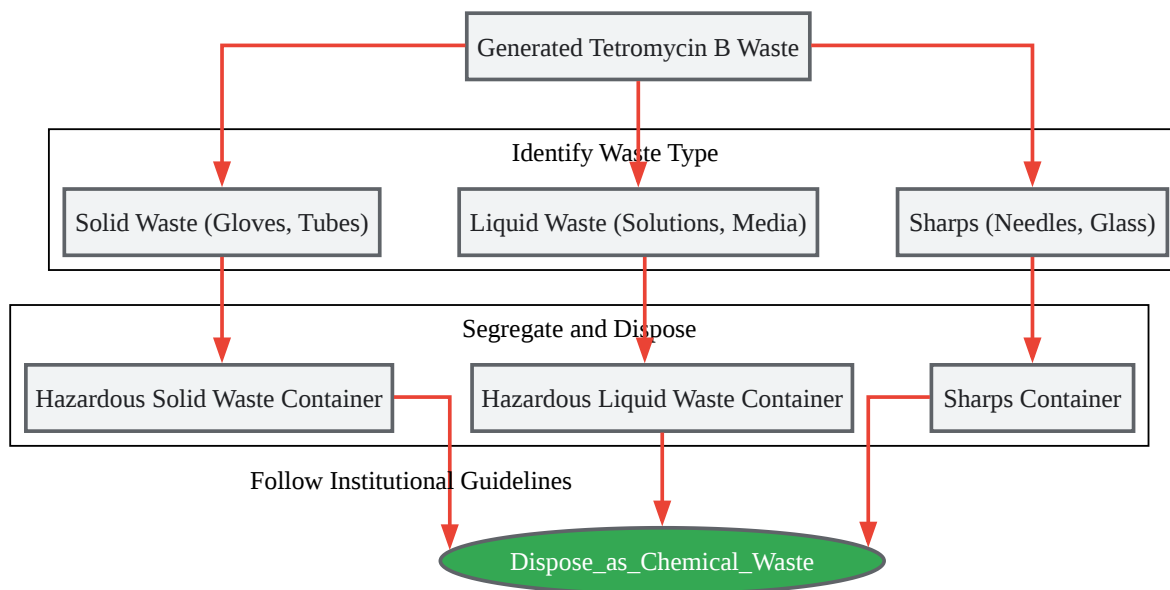 Generated Tetromycin B Waste
Identify Waste Type
Solid Waste (Gloves, Tubes)
Liquid Waste (Solutions, Media)
Sharps (Needles, Glass)
Segregate and Dispose
Hazardous Solid Waste Container
Hazardous Liquid Waste Container
Sharps Container
Follow Institutional Guidelines
Dispose_as_Chemical_Waste